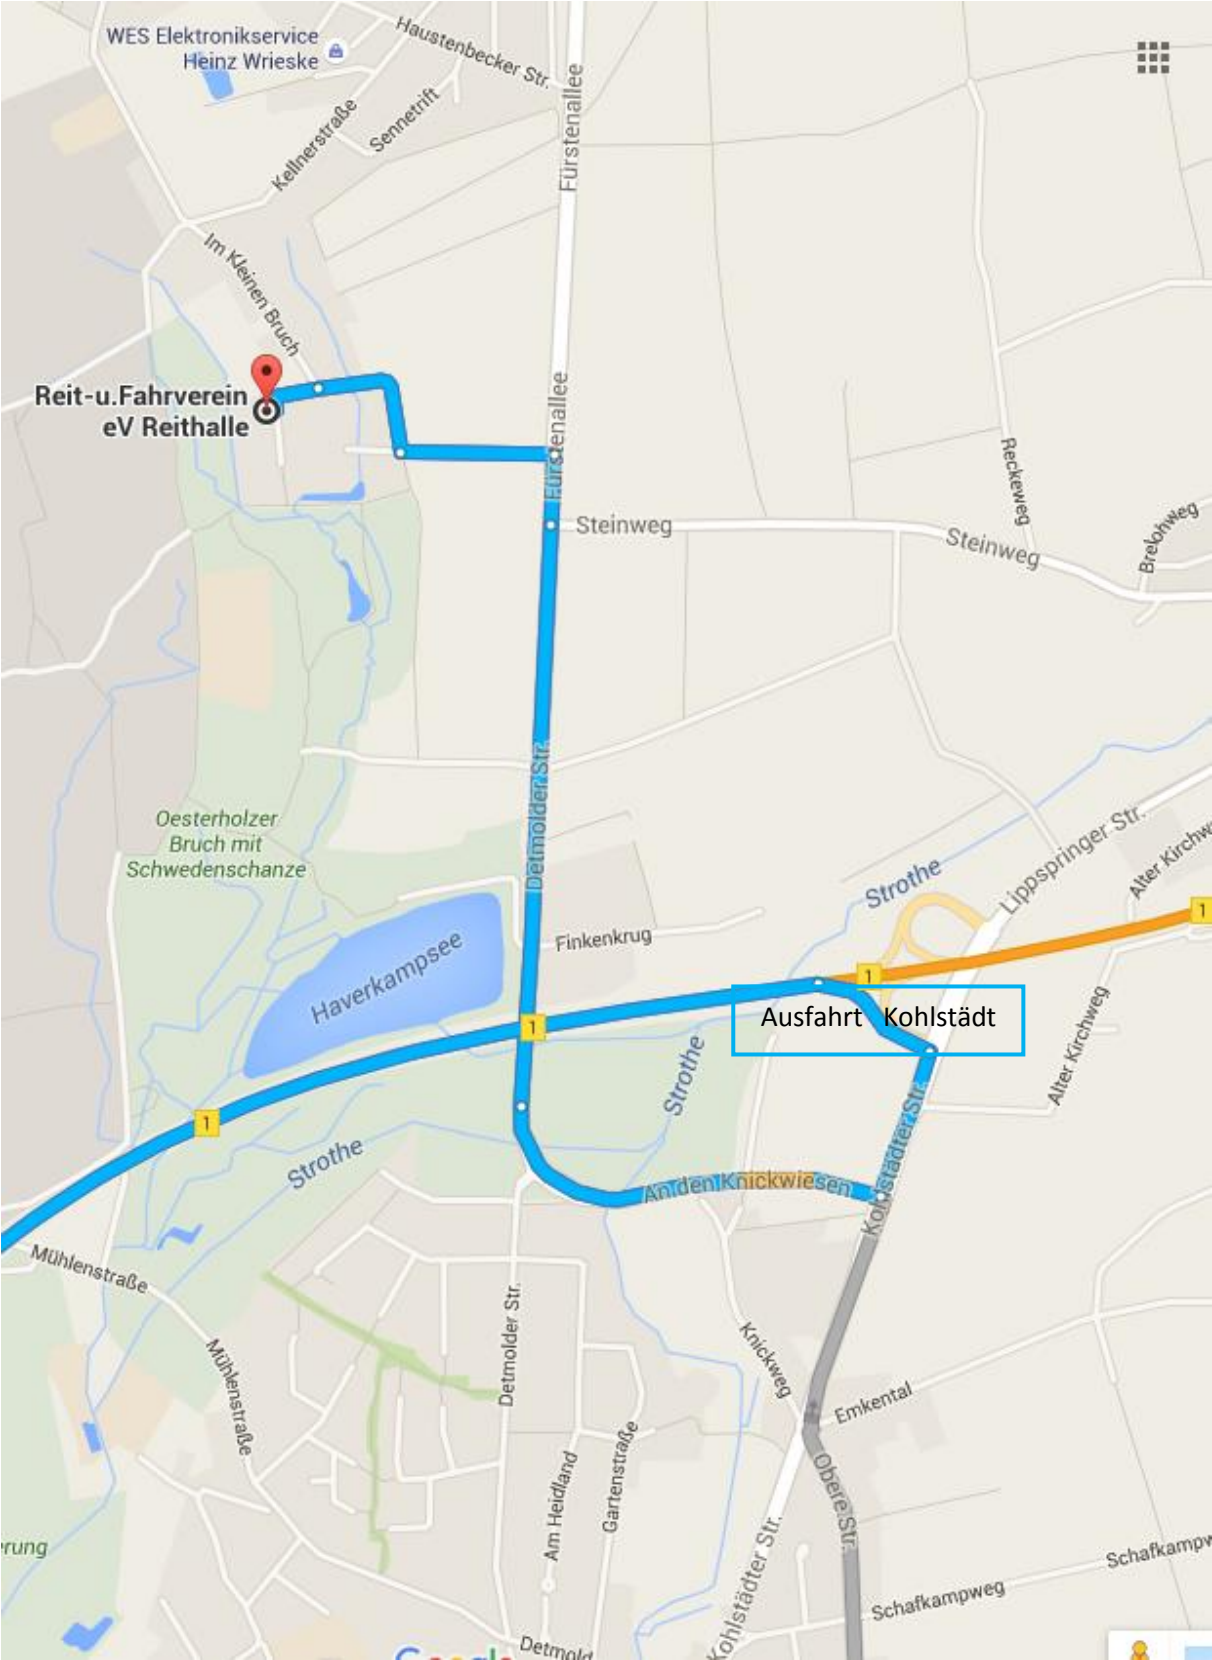 WES Elektronikservice
Heinz Wrieske
Haustenbecker Str.
Fürstenallee
Sennetrift
Kellnerstraße
Im Kleinen Bruch
Reit-u.Fahrverein
eV Reithalle
Fürstenallee
Steinweg
Reckeweg
Steinweg
Brelohweg
Detmolder Str.
Oesterholzer
Bruch mit
Schwedenschanze
Lippspringer Str.
Alter Kirchw
Strothe
Finkenkrug
Haverkampsee
1
1
1
1
Ausfahrt Kohlstädt
Strothe
Alter Kirchweg
Strothe
Kohlstädter Str.
An den Knickwiesen
Mühlenstraße
Mühlenstraße
Detmolder Str.
Knickweg
Emkental
Gartenstraße
Am Heidland
Obere Str.
erung
Kohlstädter Str.
Schafkampw
Schafkampweg
Detmold
Google